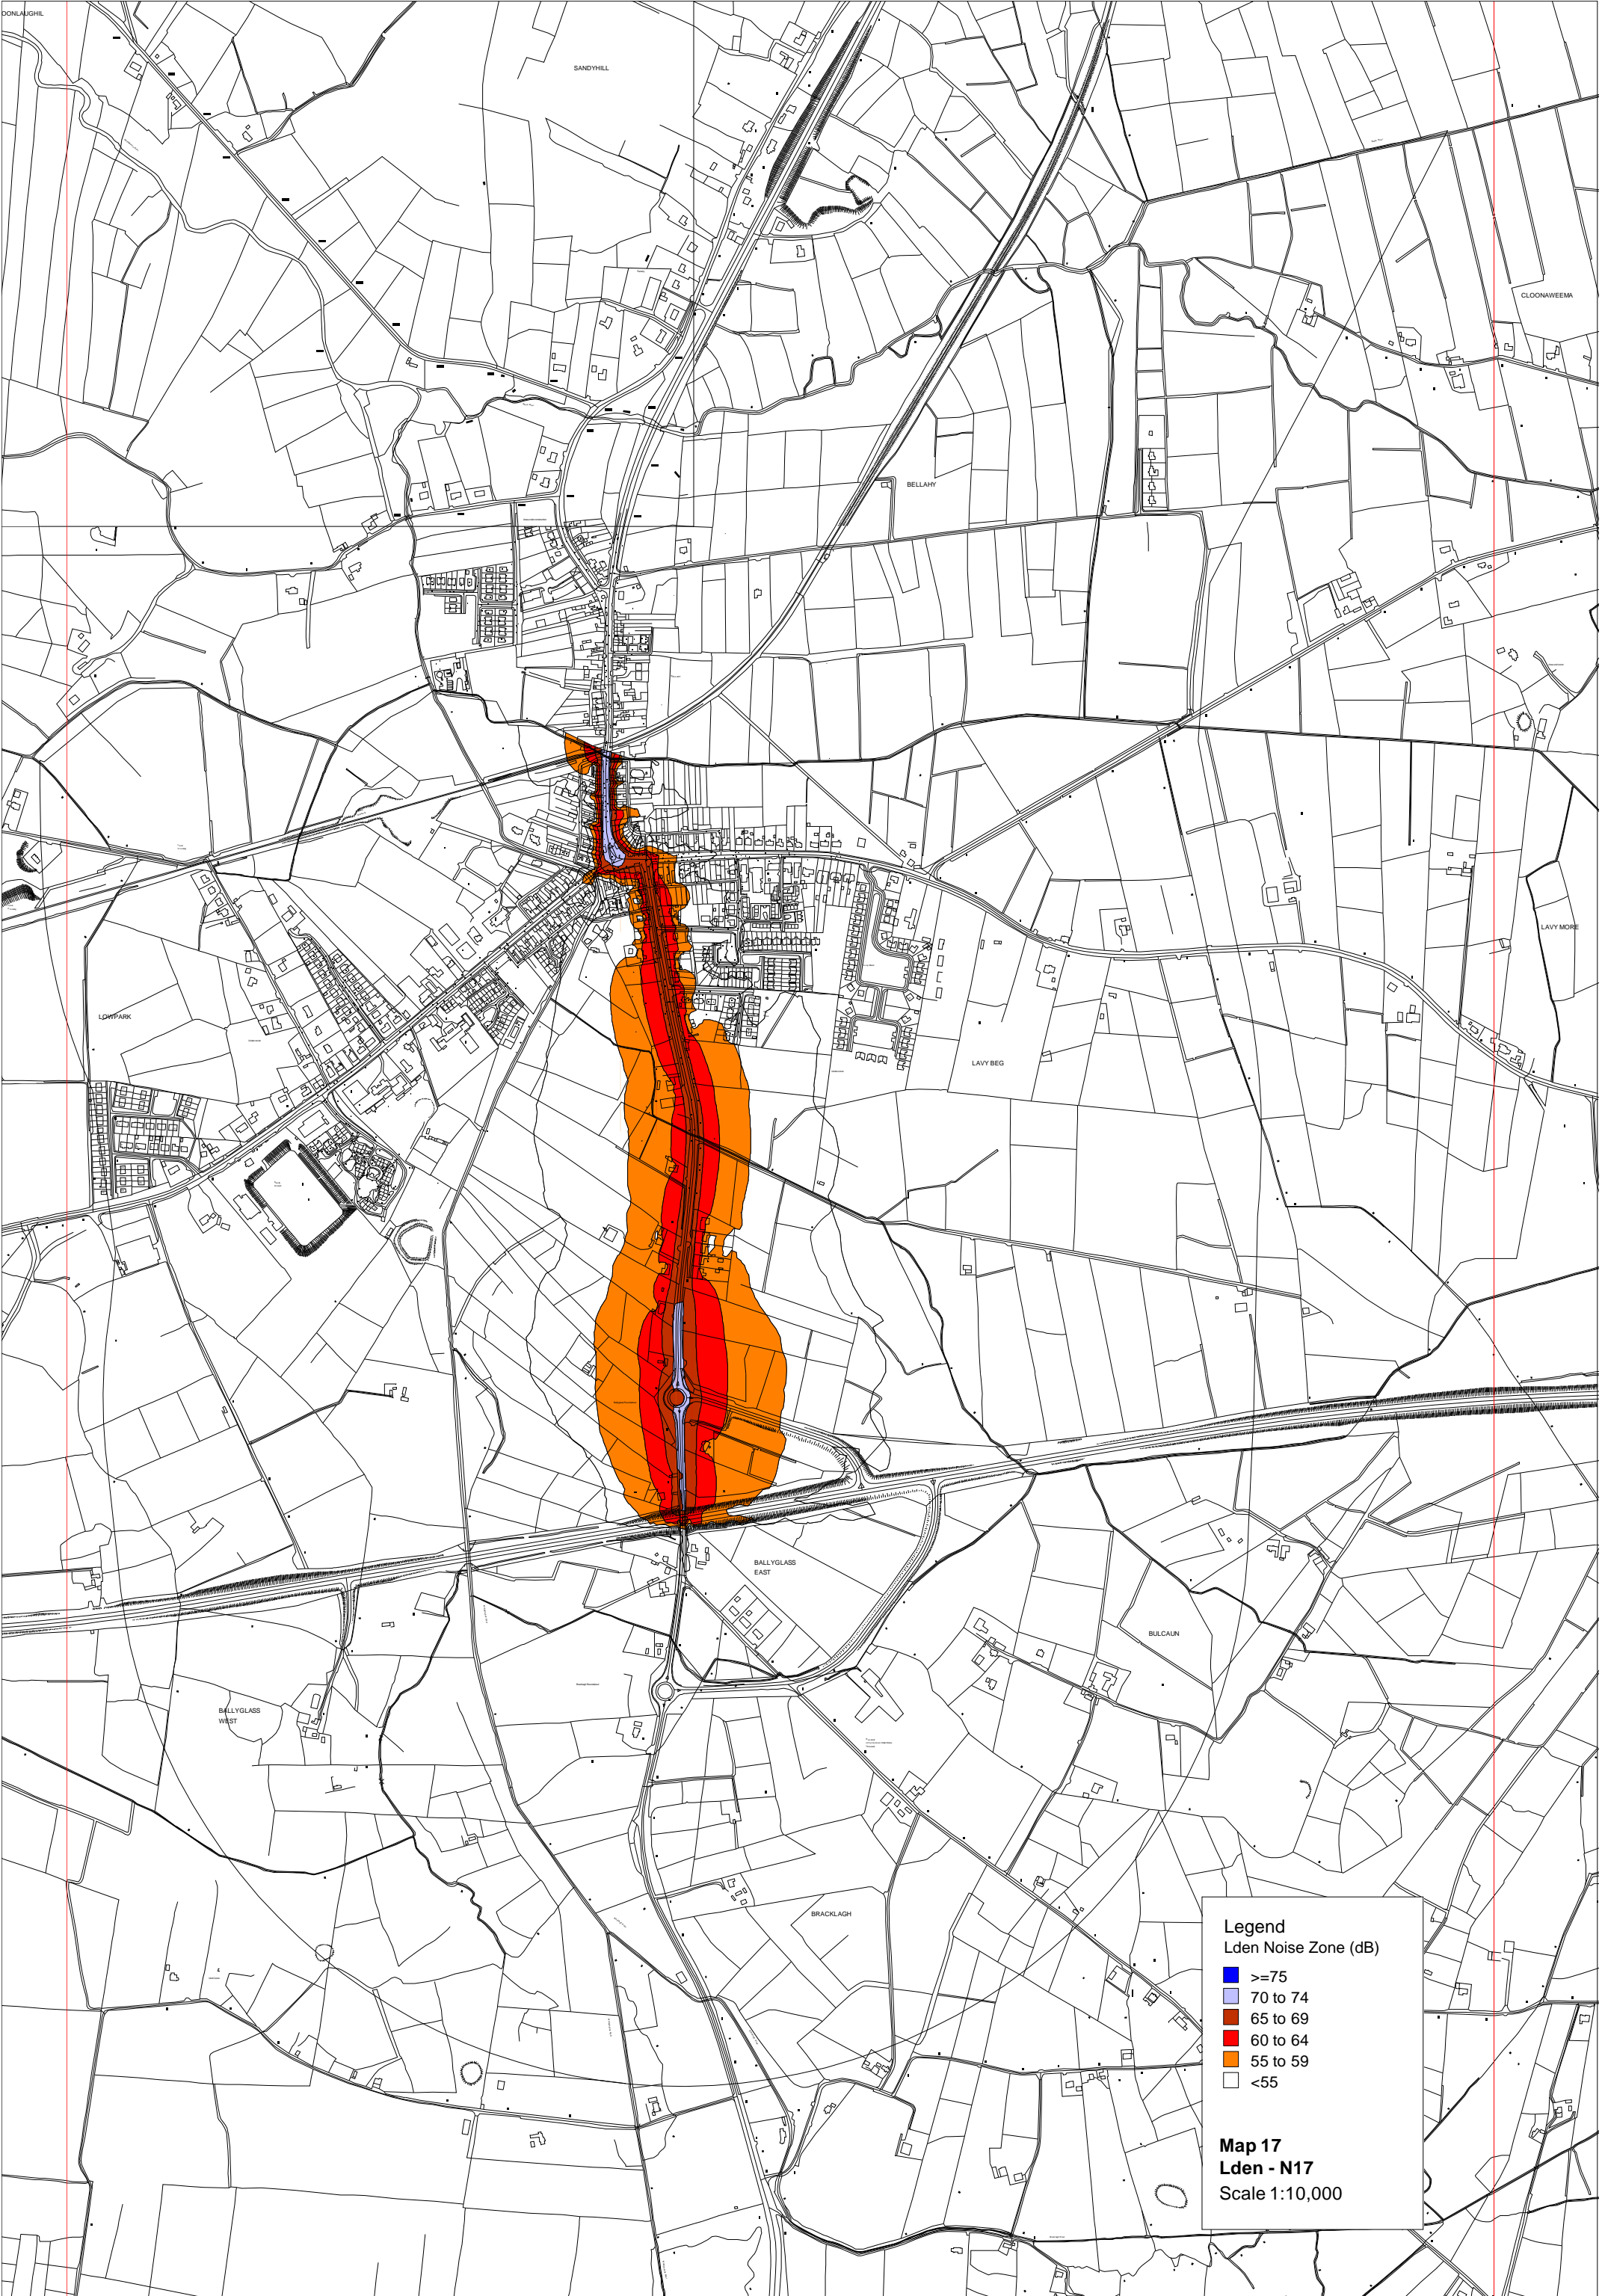 OONLAUGHIL
SANDYHILL
CLOONAWEEMA
BELLAHY
LAVY MORE
LOWPARK
LAVY BEG
BALLYGLASS
EAST
BULCAUN
BALLYGLASS
WEST
BRACKLAGH
Legend
Lden Noise Zone (dB)
>=75
70 to 74
65 to 69
60 to 64
55 to 59
<55
Map 17
Lden - N17
Scale 1:10,000